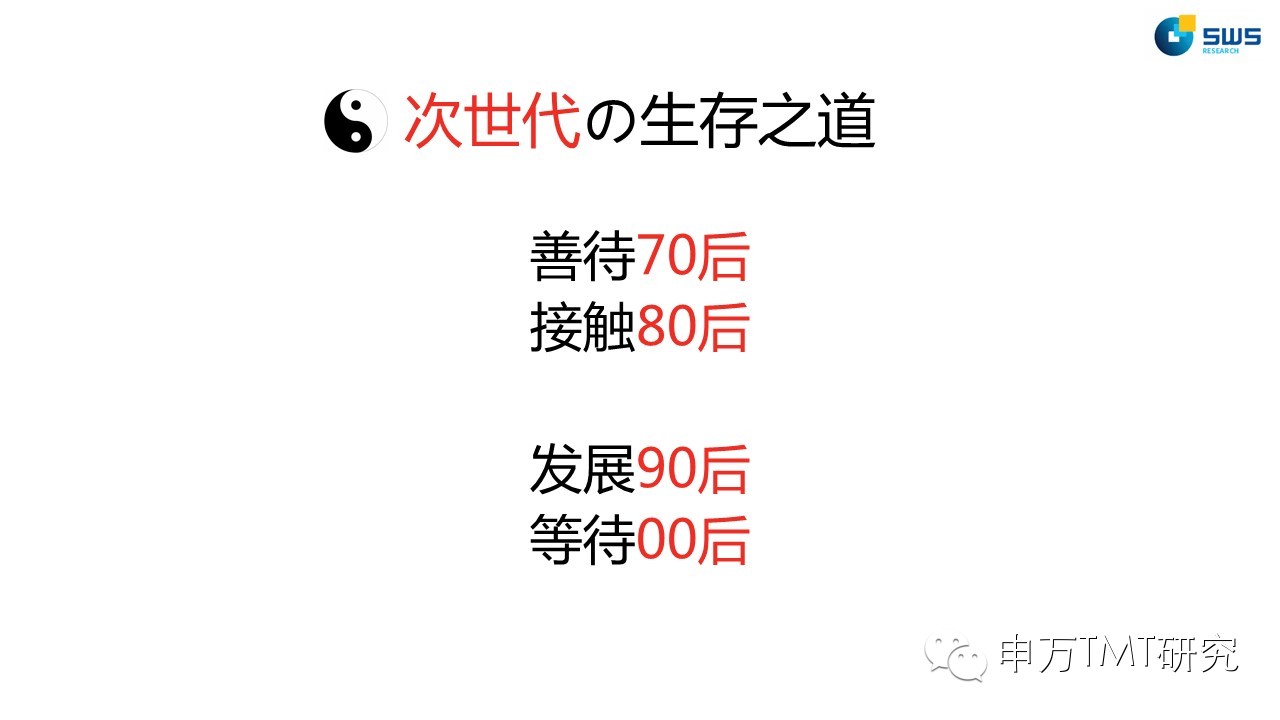 SWS
RESEARCH
次世代の生存之道
善待70后
接触80后
发展90后
等待00后
申万TMT研究